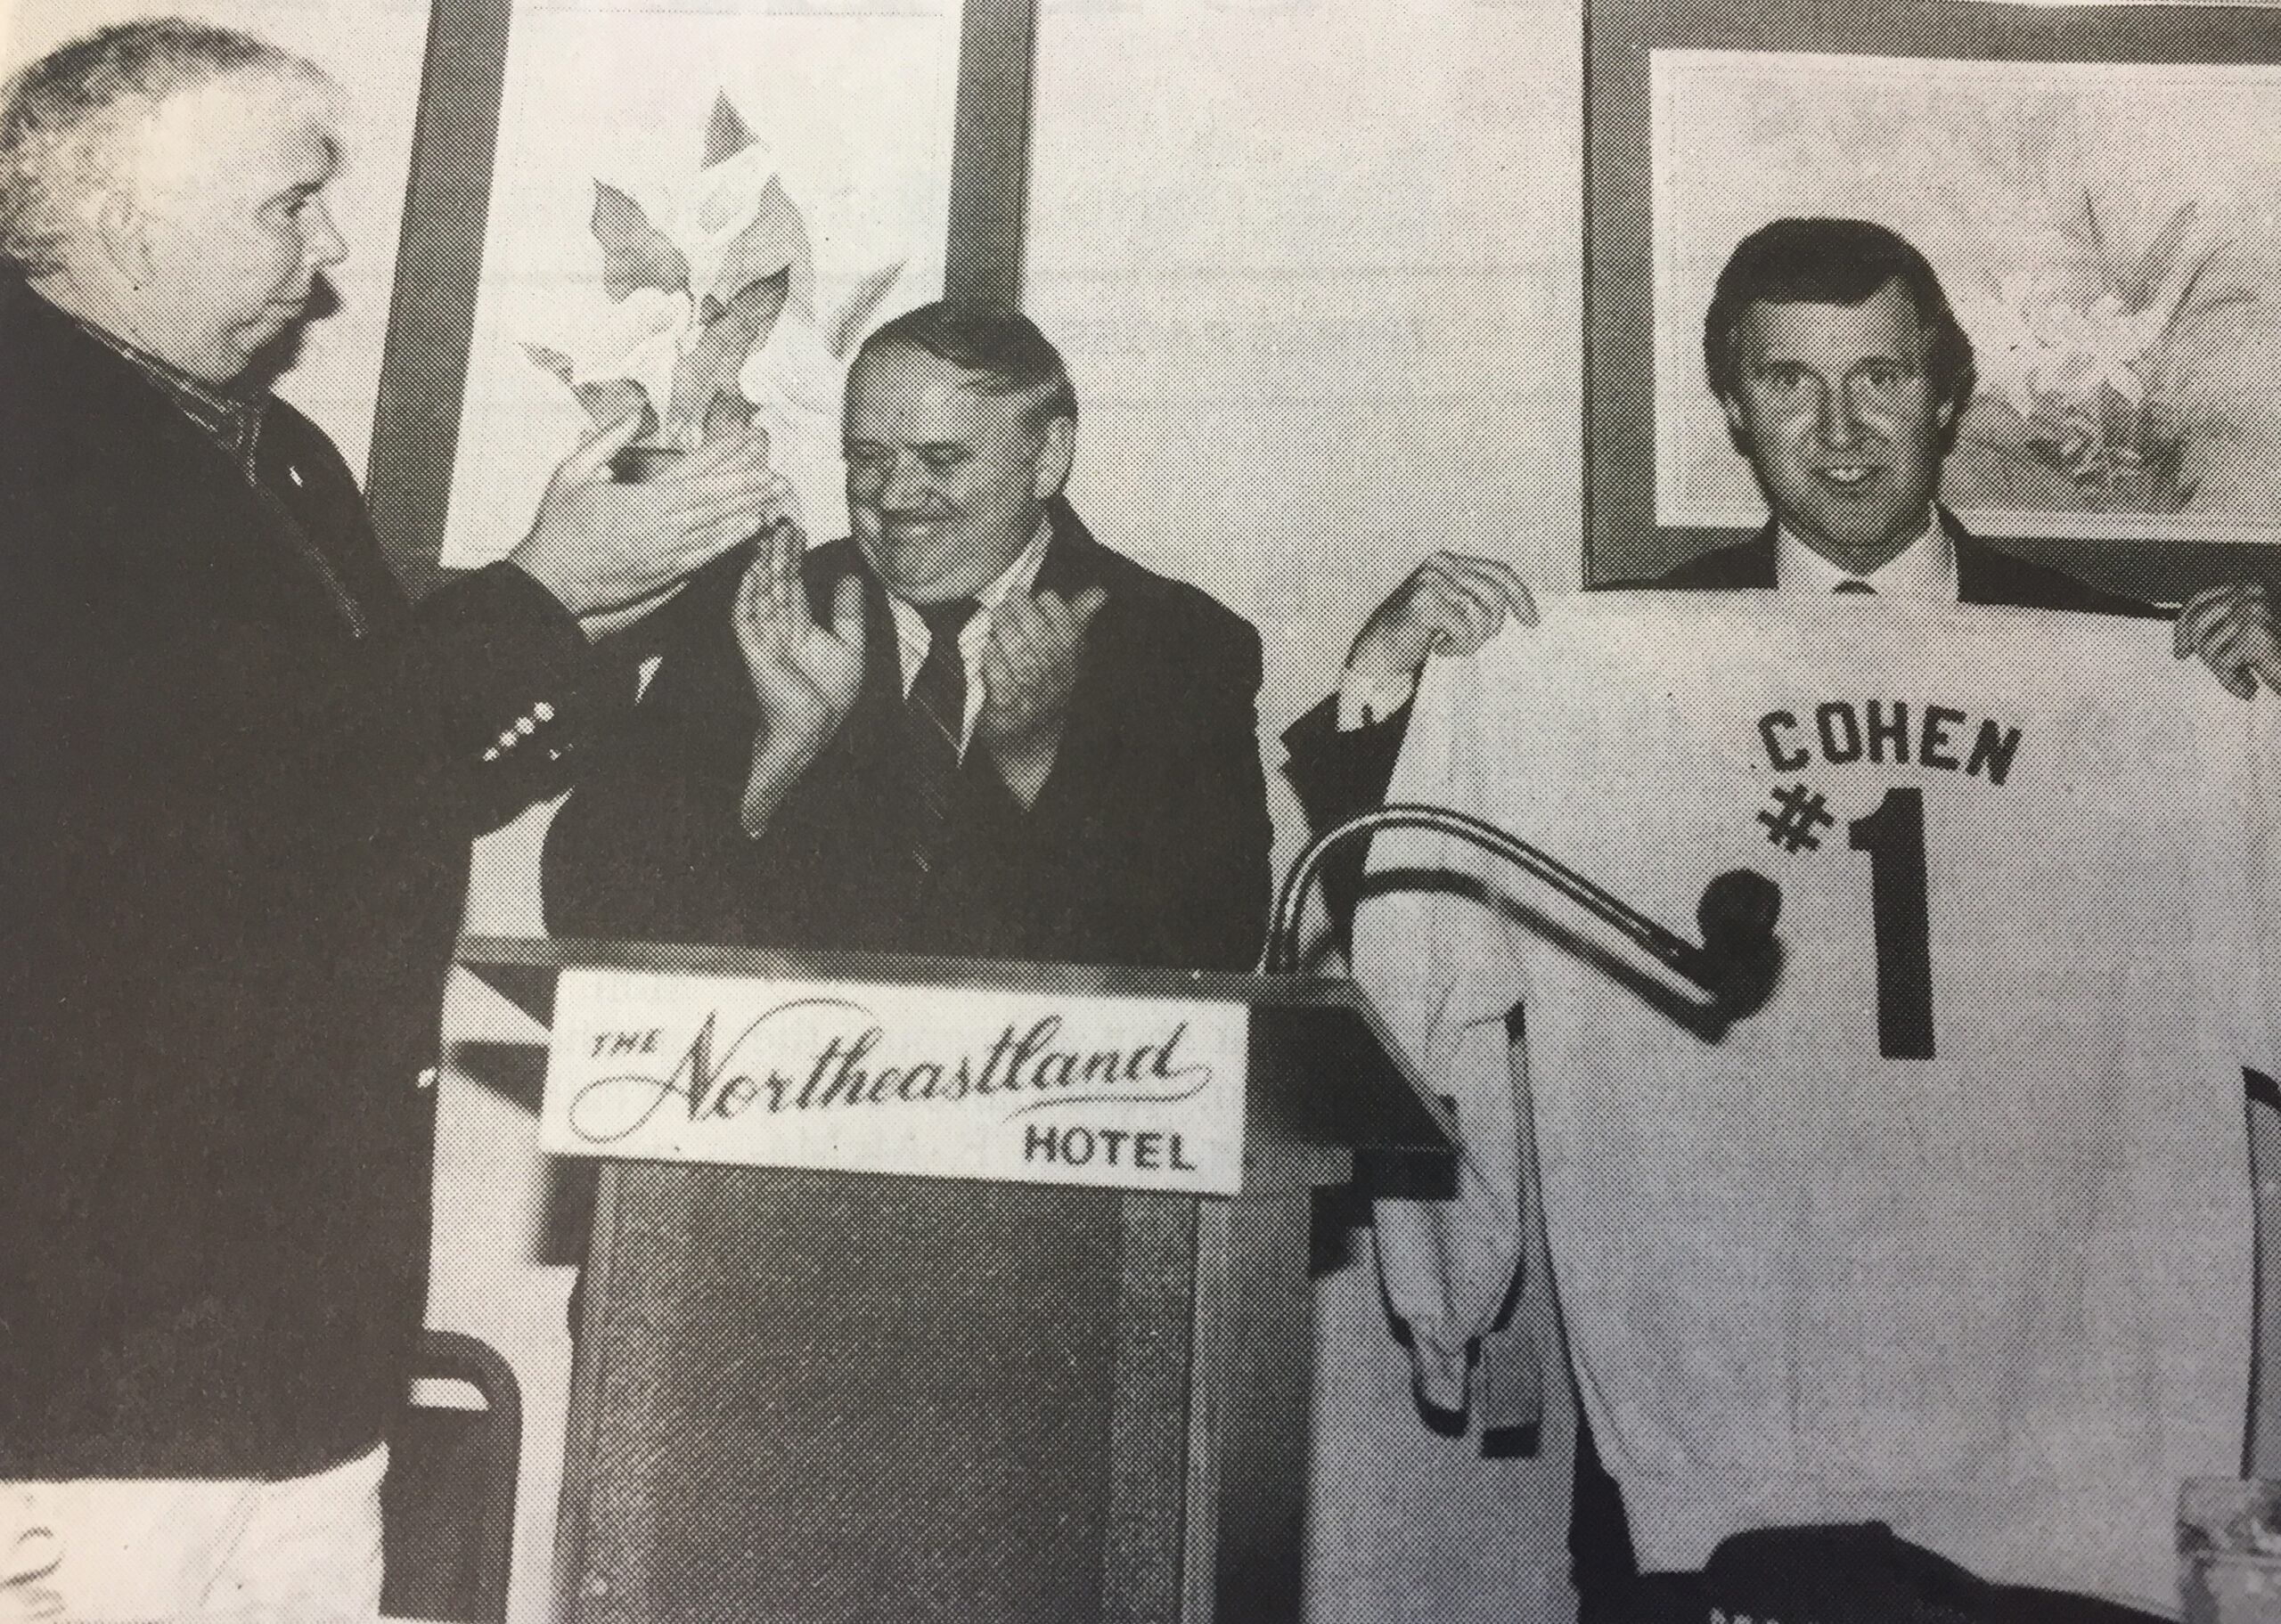 COHEN
#1
THE Northeastland
HOTEL